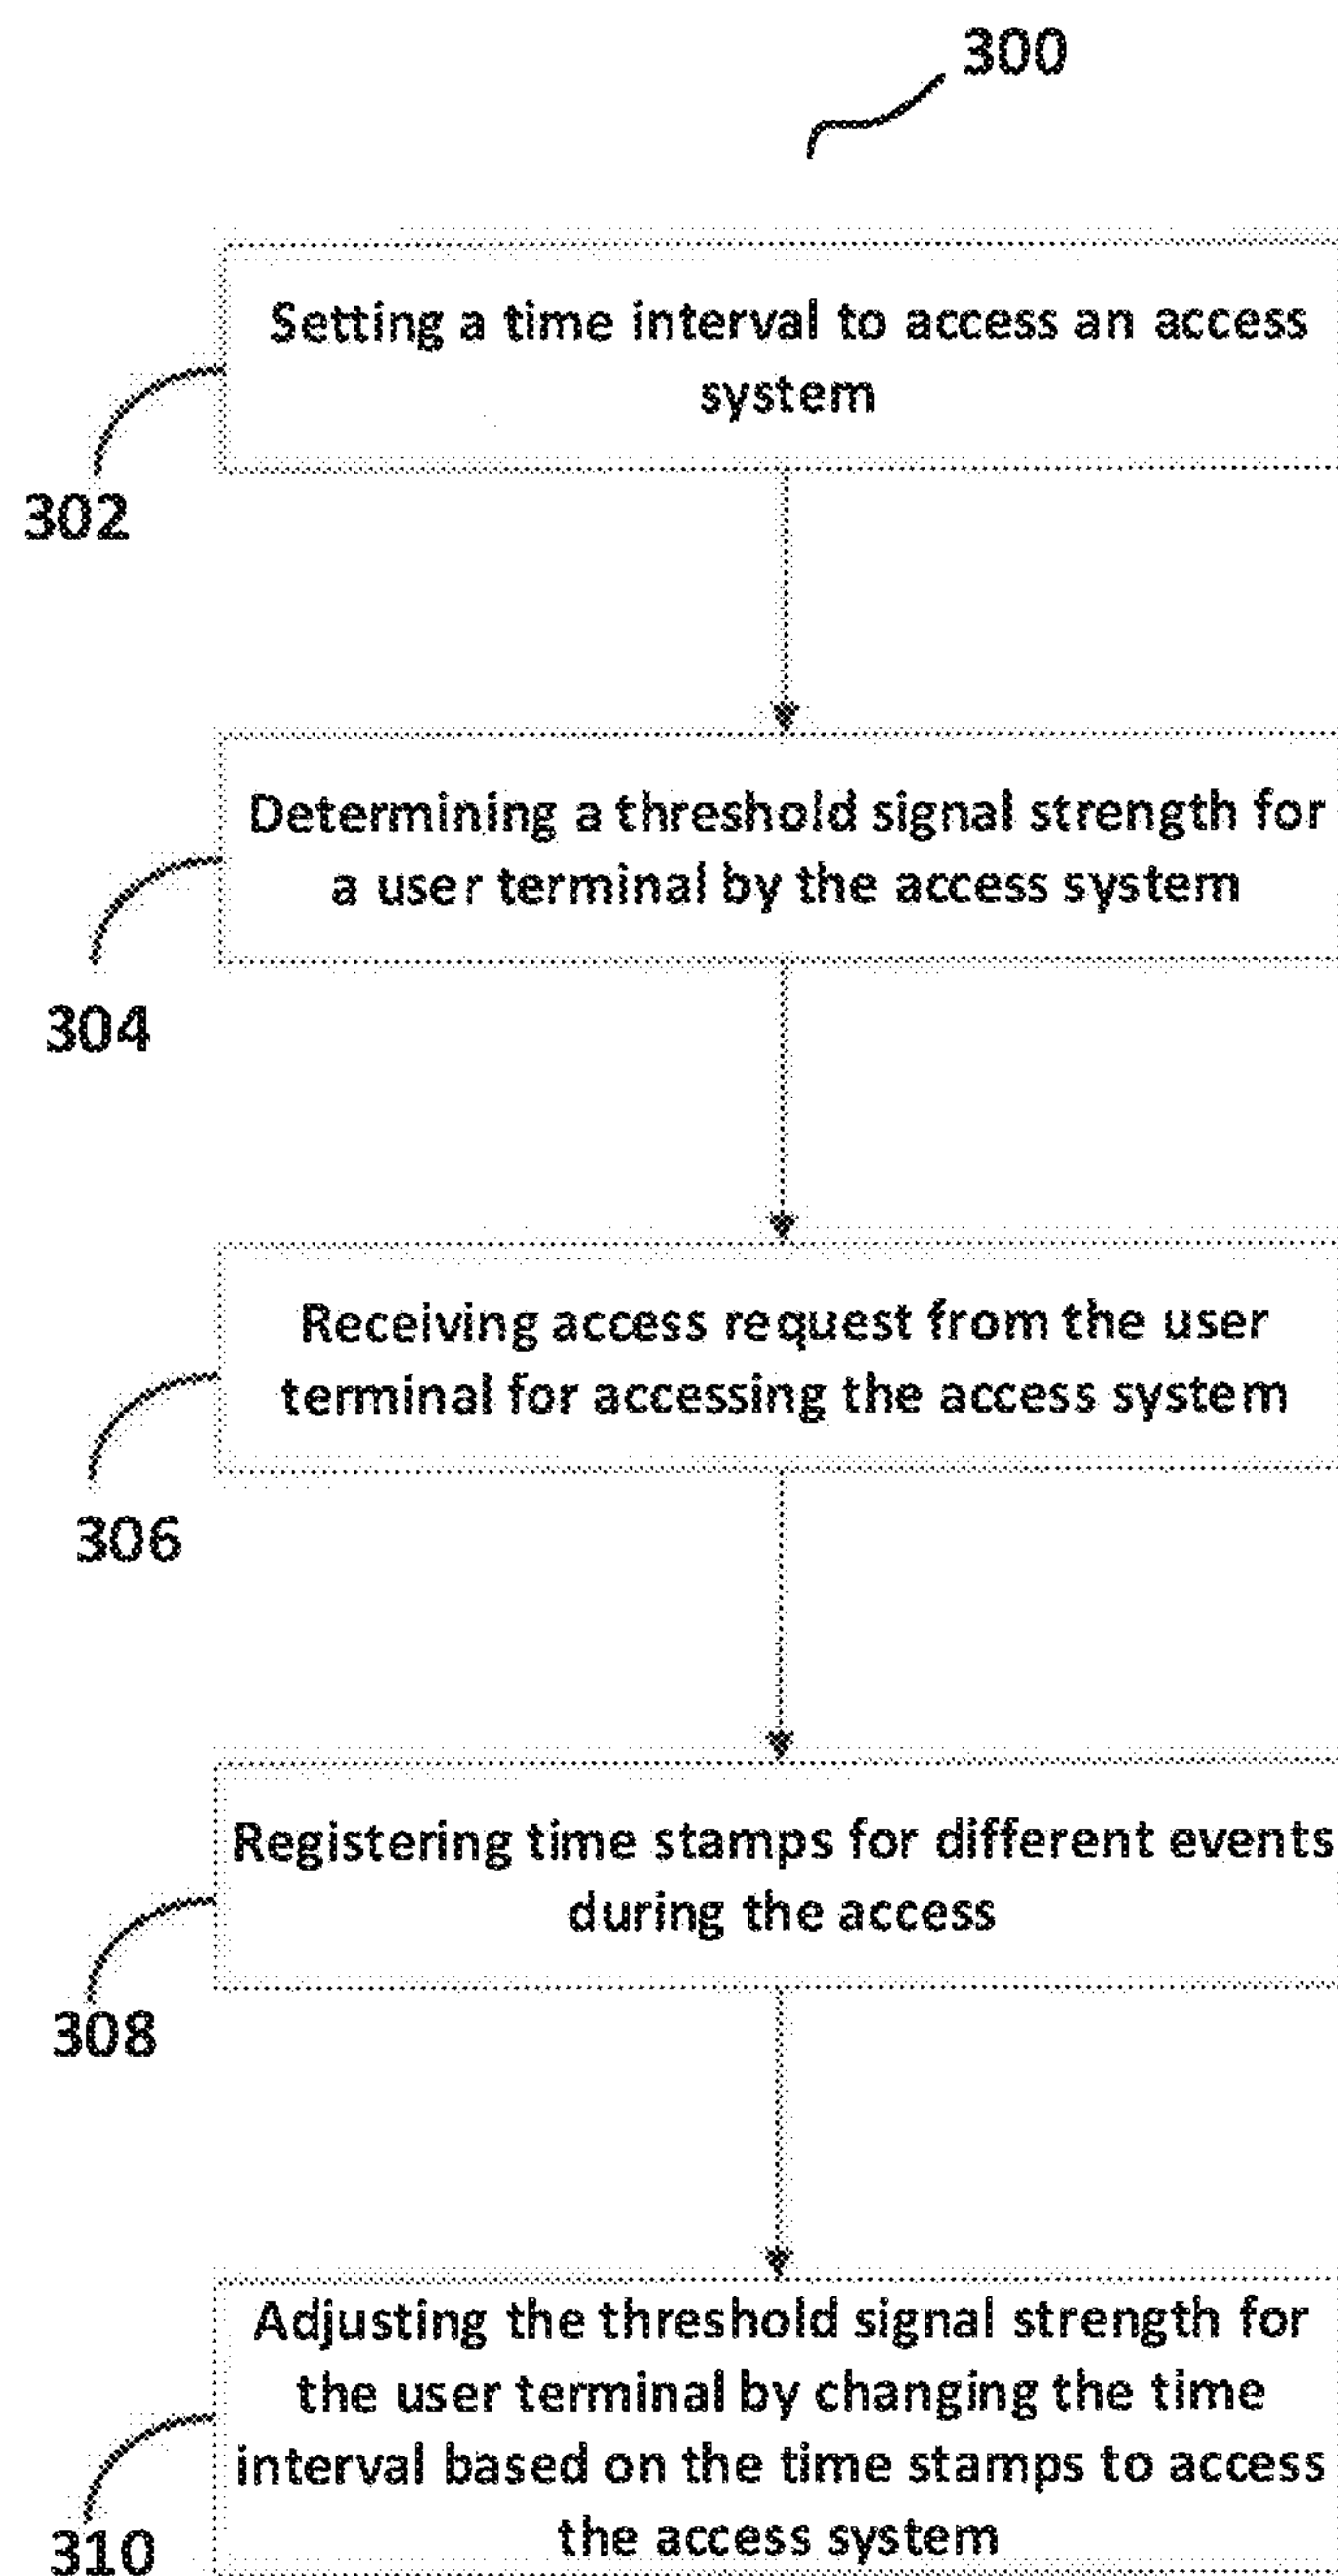 300
Setting a time interval to access an access
system
302
Determining a threshold signal strength for
a user terminal by the access system
304
Receiving access request from the user
terminal for accessing the access system
306
Registering time stamps for different events
during the access
308
Adjusting the threshold signal strength for
the user terminal by changing the time
interval based on the time stamps to access
the access system
310